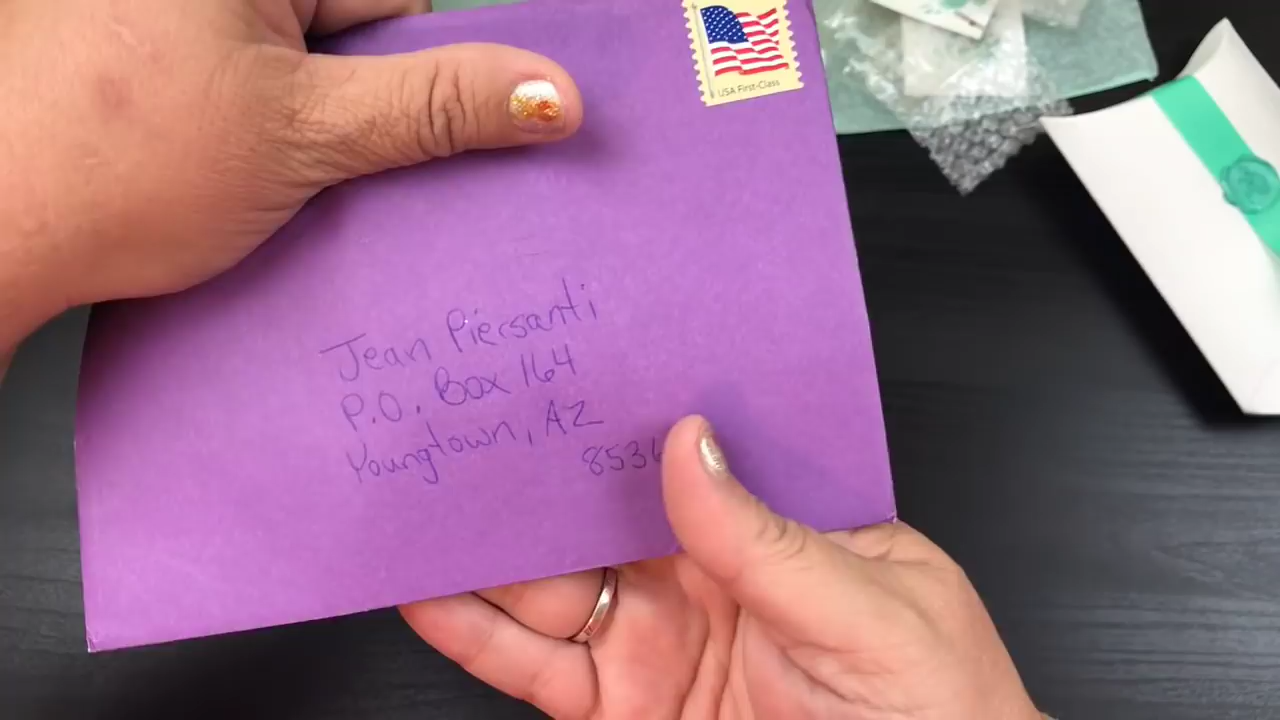 USA First-Class
Jean Piersanti
P.O. Box 164
Youngtown, AZ
8536